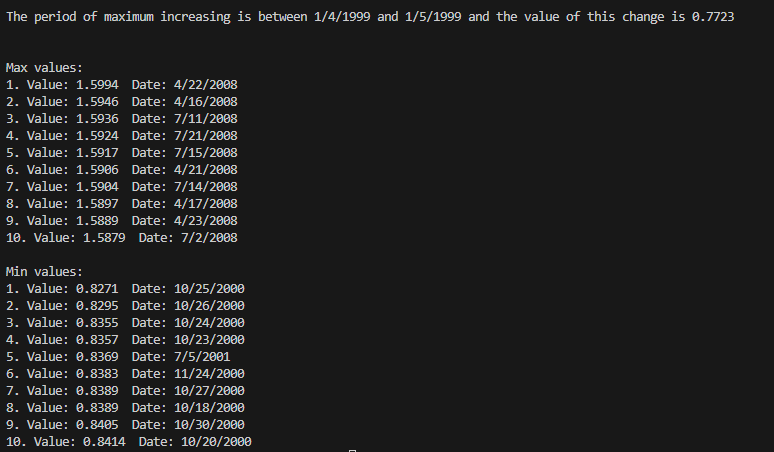 The period of maximum increasing is between 1/4/1999 and 1/5/1999 and the value of this change is 0.7723
Max values:
1. Value: 1.5994  Date: 4/22/2008
2. Value: 1.5946  Date: 4/16/2008
3. Value: 1.5936  Date: 7/11/2008
4. Value: 1.5924  Date: 7/21/2008
5. Value: 1.5917  Date: 7/15/2008
6. Value: 1.5906  Date: 4/21/2008
7. Value: 1.5904  Date: 7/14/2008
8. Value: 1.5897  Date: 4/17/2008
9. Value: 1.5889  Date: 4/23/2008
10. Value: 1.5879  Date: 7/2/2008
Min values:
1. Value: 0.8271  Date: 10/25/2000
2. Value: 0.8295  Date: 10/26/2000
3. Value: 0.8355  Date: 10/24/2000
4. Value: 0.8357  Date: 10/23/2000
5. Value: 0.8369  Date: 7/5/2001
6. Value: 0.8383  Date: 11/24/2000
7. Value: 0.8389  Date: 10/27/2000
8. Value: 0.8389  Date: 10/18/2000
9. Value: 0.8405  Date: 10/30/2000
10. Value: 0.8414  Date: 10/20/2000